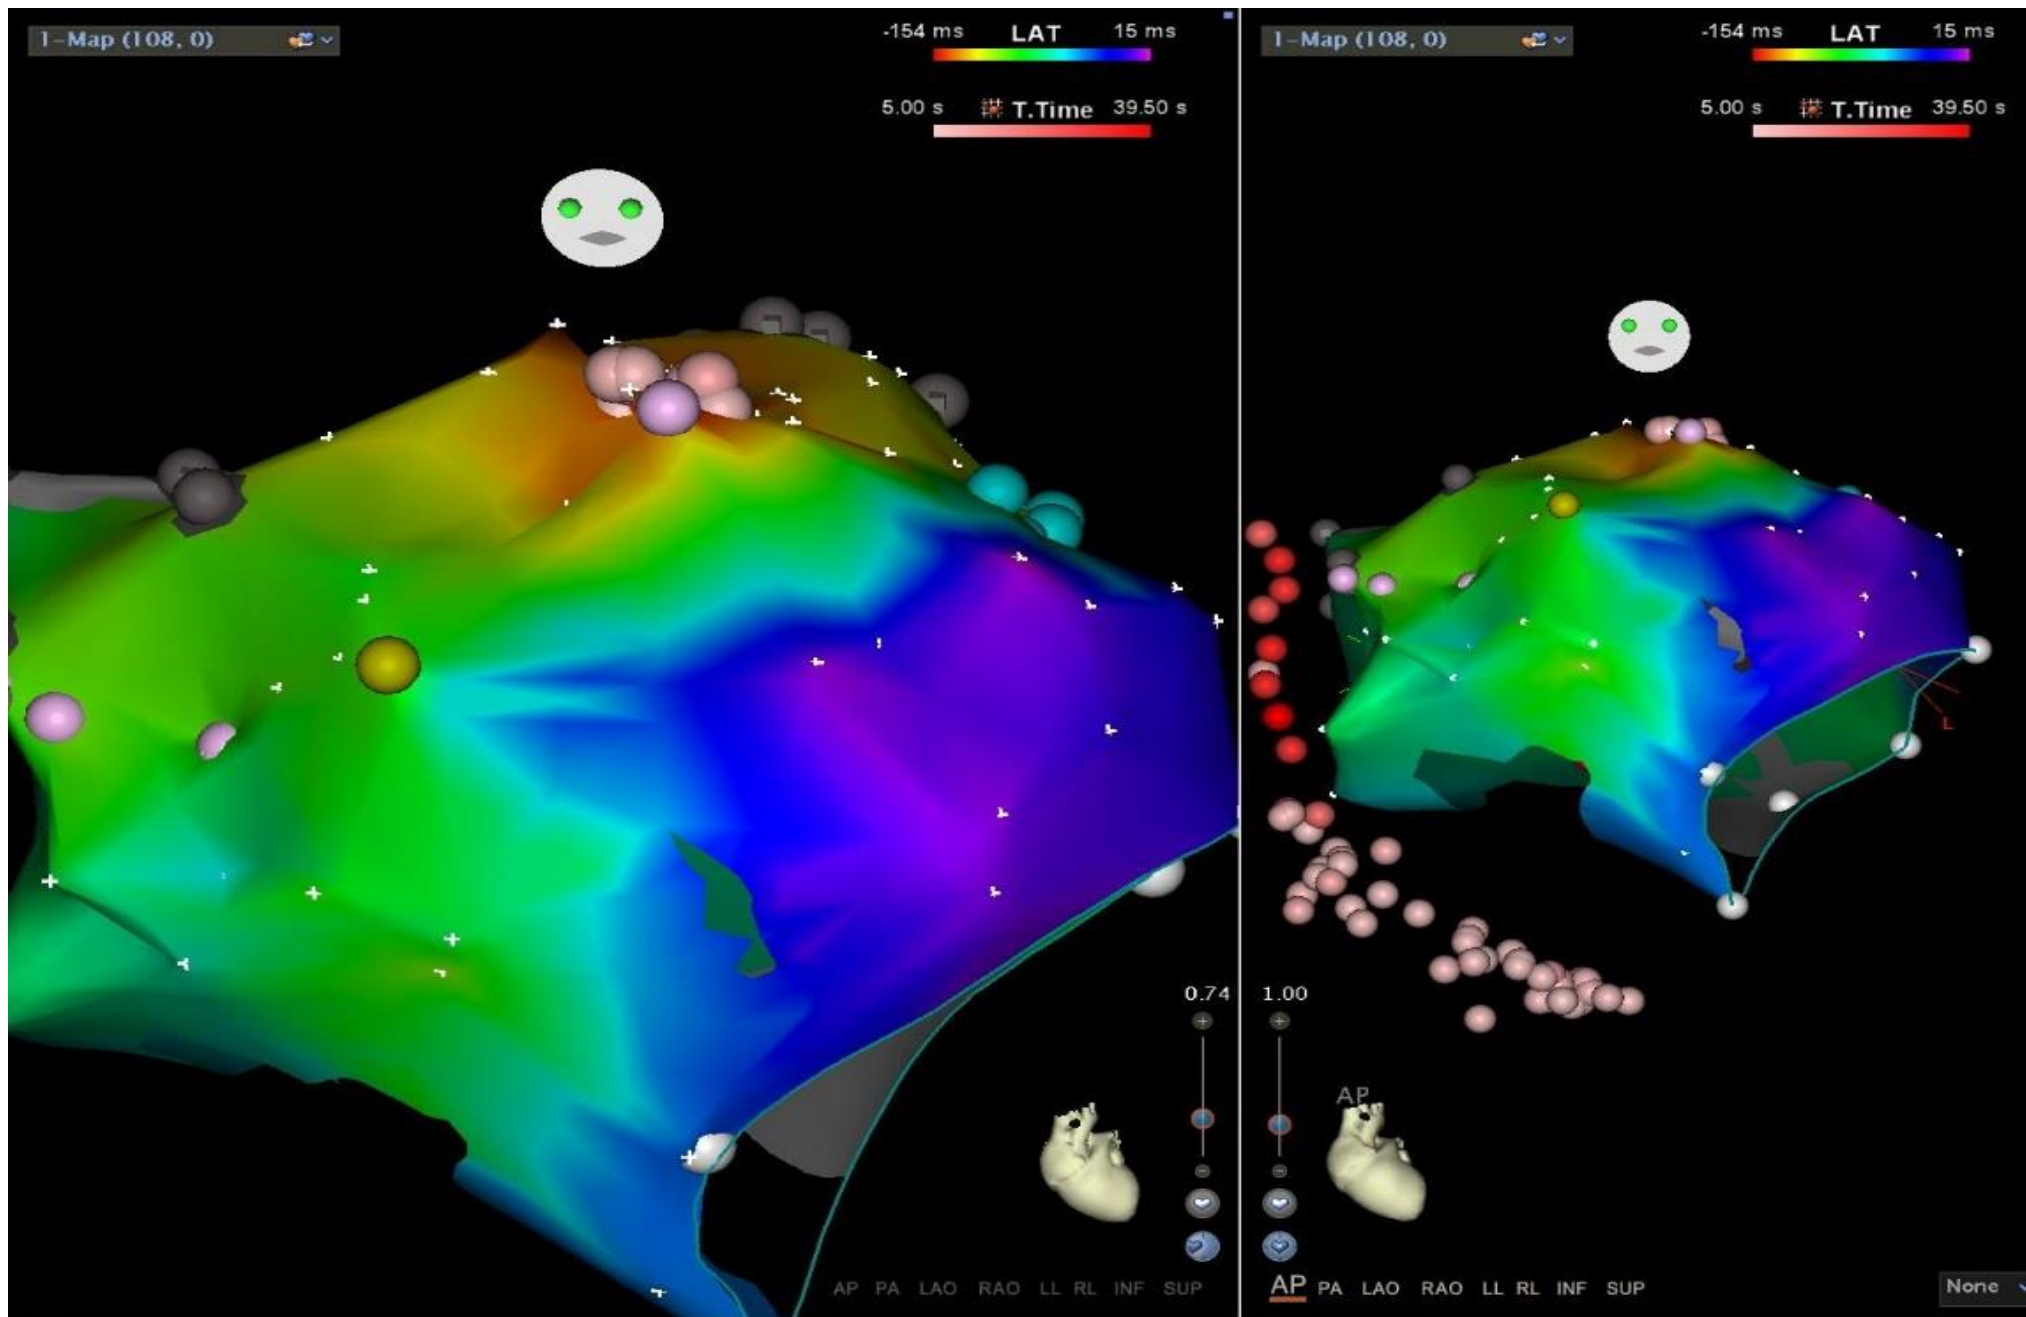 1-Map (108, 0)
-154 ms LAT 15 ms
5.00 s T.Time 39.50 s
0.74
AP PA LAO RAO LL RL INF SUP
1-Map (108, 0)
-154 ms LAT 15 ms
5.00 s T.Time 39.50 s
L
1.00
AP
AP PA LAO RAO LL RL INF SUP
None